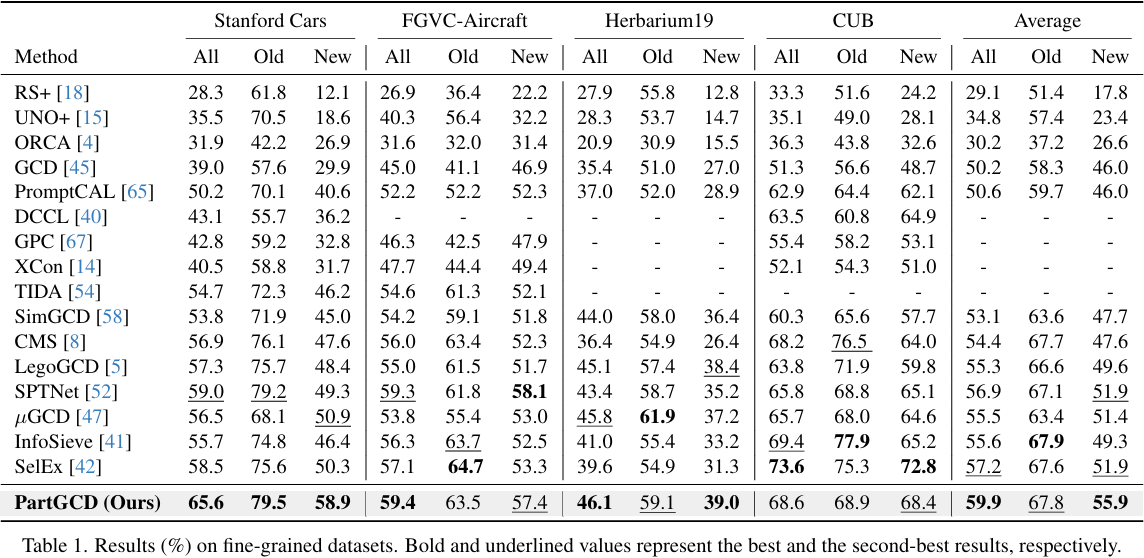 Stanford Cars FGVC-Aircraft Herbarium19 CUB Average
Method All Old New All Old New All Old New All Old New All Old New
RS+ [18] 28.3 61.8 12.1 26.9 36.4 22.2 27.9 55.8 12.8 33.3 51.6 24.2 29.1 51.4 17.8
UNO+ [15] 35.5 70.5 18.6 40.3 56.4 32.2 28.3 53.7 14.7 35.1 49.0 28.1 34.8 57.4 23.4
ORCA [4] 31.9 42.2 26.9 31.6 32.0 31.4 20.9 30.9 15.5 36.3 43.8 32.6 30.2 37.2 26.6
GCD [45] 39.0 57.6 29.9 45.0 41.1 46.9 35.4 51.0 27.0 51.3 56.6 48.7 50.2 58.3 46.0
PromptCAL [65] 50.2 70.1 40.6 52.2 52.2 52.3 37.0 52.0 28.9 62.9 64.4 62.1 50.6 59.7 46.0
DCCL [40] 43.1 55.7 36.2 - - - - - - 63.5 60.8 64.9 - - -
GPC [67] 42.8 59.2 32.8 46.3 42.5 47.9 - - - 55.4 58.2 53.1 - - -
XCon [14] 40.5 58.8 31.7 47.7 44.4 49.4 - - - 52.1 54.3 51.0 - - -
TIDA [54] 54.7 72.3 46.2 54.6 61.3 52.1 - - - - - - - - -
SimGCD [58] 53.8 71.9 45.0 54.2 59.1 51.8 44.0 58.0 36.4 60.3 65.6 57.7 53.1 63.6 47.7
CMS [8] 56.9 76.1 47.6 56.0 63.4 52.3 36.4 54.9 26.4 68.2 76.5 64.0 54.4 67.7 47.6
LegoGCD [5] 57.3 75.7 48.4 55.0 61.5 51.7 45.1 57.4 38.4 63.8 71.9 59.8 55.3 66.6 49.6
SPTNet [52] 59.0 79.2 49.3 59.3 61.8 58.1 43.4 58.7 35.2 65.8 68.8 65.1 56.9 67.1 51.9
μGCD [47] 56.5 68.1 50.9 53.8 55.4 53.0 45.8 61.9 37.2 65.7 68.0 64.6 55.5 63.4 51.4
InfoSieve [41] 55.7 74.8 46.4 56.3 63.7 52.5 41.0 55.4 33.2 69.4 77.9 65.2 55.6 67.9 49.3
SelEx [42] 58.5 75.6 50.3 57.1 64.7 53.3 39.6 54.9 31.3 73.6 75.3 72.8 57.2 67.6 51.9
PartGCD (Ours) 65.6 79.5 58.9 59.4 63.5 57.4 46.1 59.1 39.0 68.6 68.9 68.4 59.9 67.8 55.9
Table 1. Results (%) on fine-grained datasets. Bold and underlined values represent the best and the second-best results, respectively.